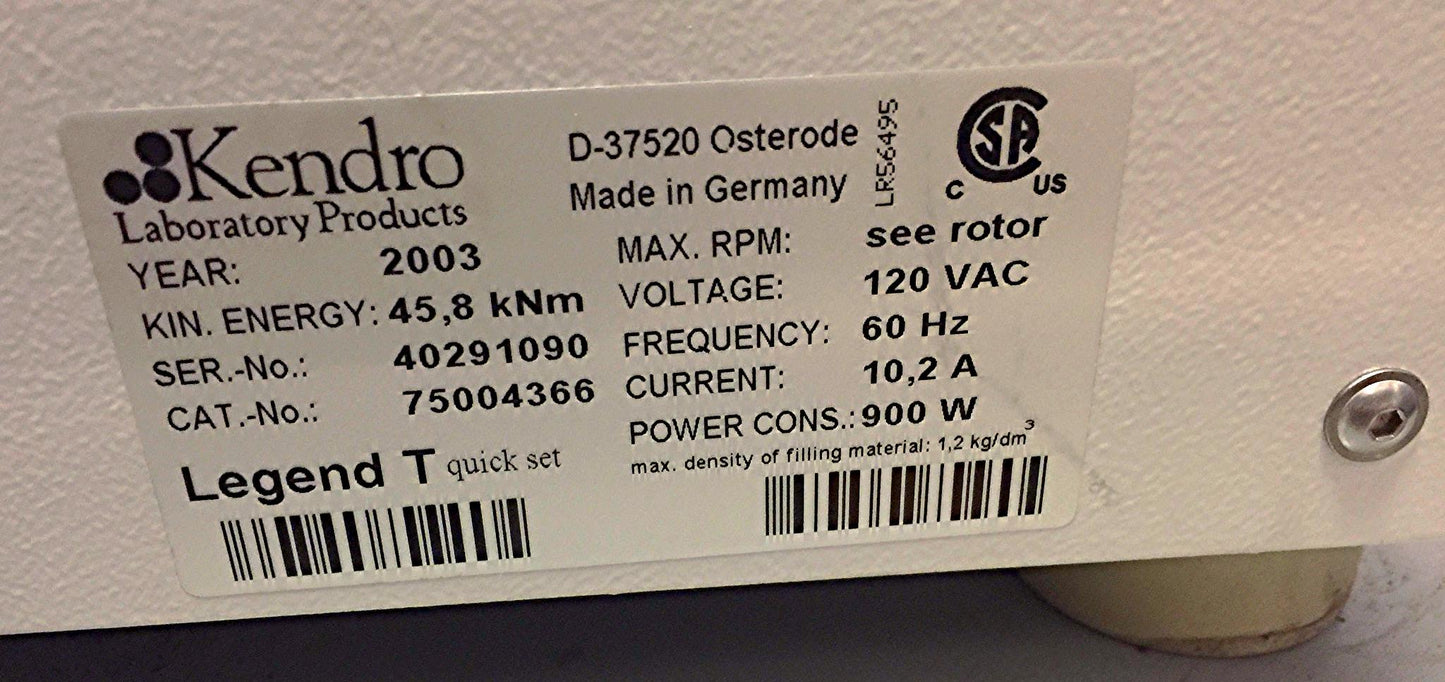 Kendro
Laboratory Products
D-37520 Osterode
Made in Germany
LR56495
CSA
C US
YEAR: 2003
KIN. ENERGY: 45,8 kNm
SER.-No.: 40291090
CAT.-No.: 75004366
Legend T quick set
MAX. RPM: see rotor
VOLTAGE: 120 VAC
FREQUENCY: 60 Hz
CURRENT: 10,2 A
POWER CONS.: 900 W
max. density of filling material: 1,2 kg/dm³